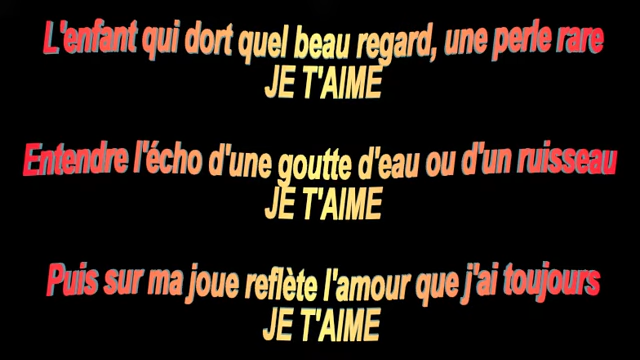 L'enfant qui dort quel beau regard, une perle rare
JE T'AIME
Entendre l'écho d'une goutte d'eau ou d'un ruisseau
JE T'AIME
Puis sur ma joue reflète l'amour que j'ai toujours
JE T'AIME